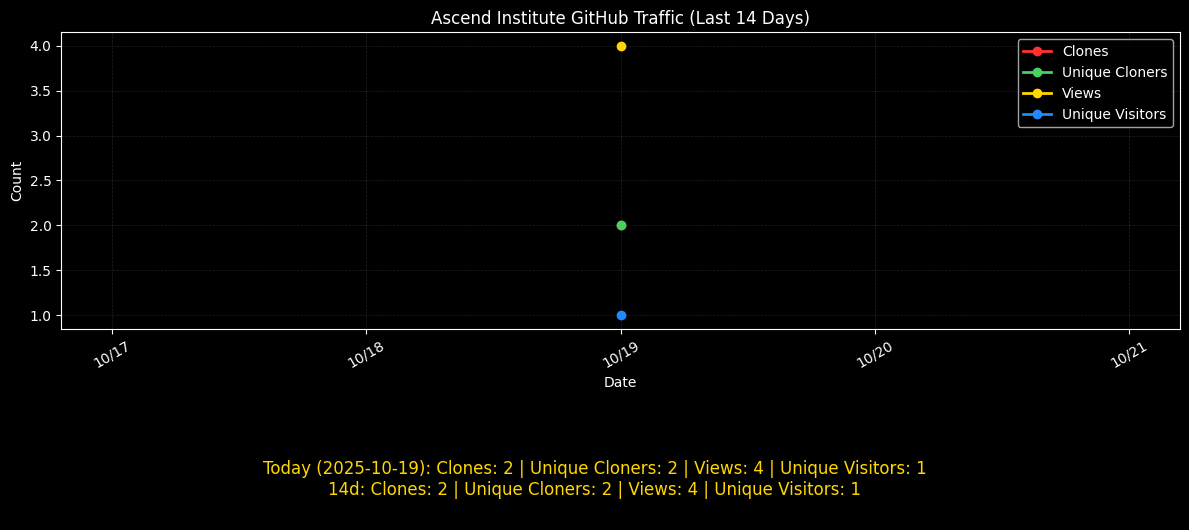 Ascend Institute GitHub Traffic (Last 14 Days)
4.0
3.5
3.0
2.5
2.0
1.5
1.0
Count
Clones
Unique Cloners
Views
Unique Visitors
10/17
10/18
10/19
10/20
10/21
Date
Today (2025-10-19): Clones: 2 | Unique Cloners: 2 | Views: 4 | Unique Visitors: 1
14d: Clones: 2 | Unique Cloners: 2 | Views: 4 | Unique Visitors: 1